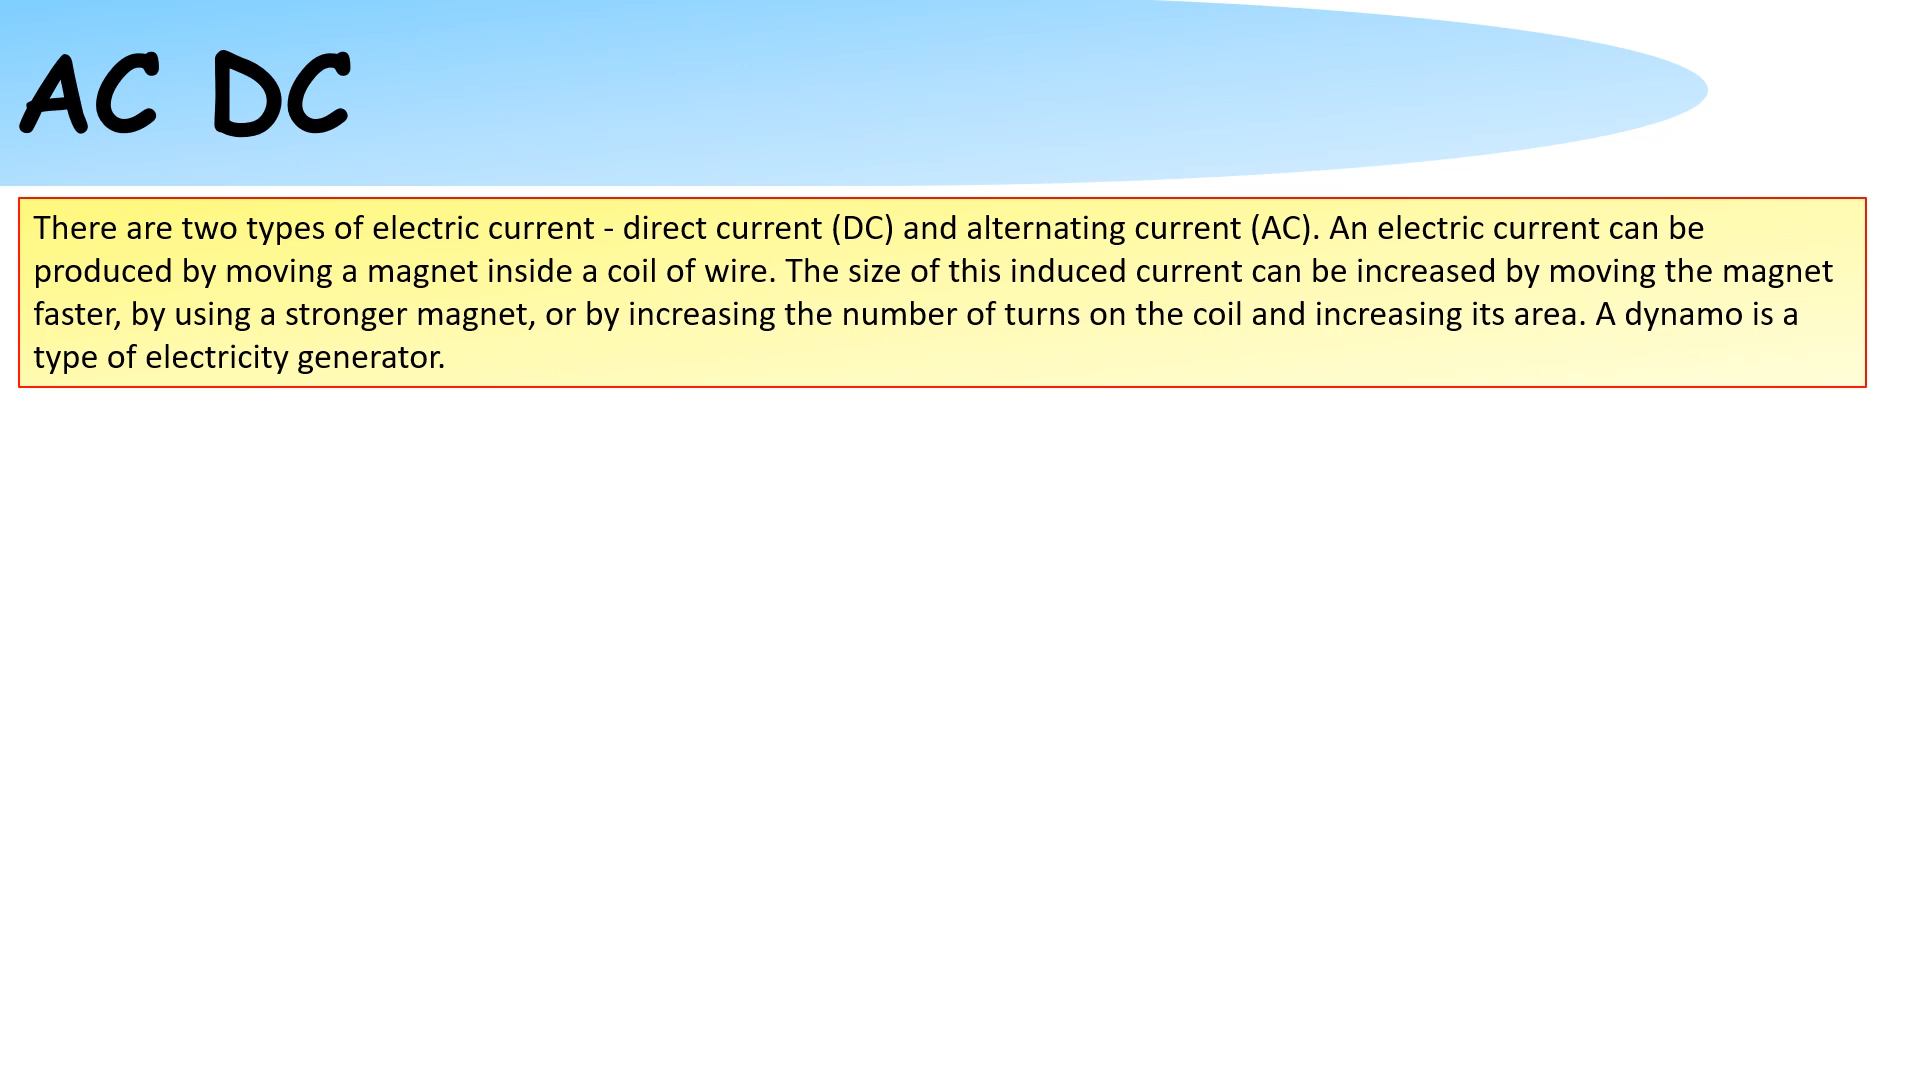 AC DC
There are two types of electric current - direct current (DC) and alternating current (AC). An electric current can be
produced by moving a magnet inside a coil of wire. The size of this induced current can be increased by moving the magnet
faster, by using a stronger magnet, or by increasing the number of turns on the coil and increasing its area. A dynamo is a
type of electricity generator.